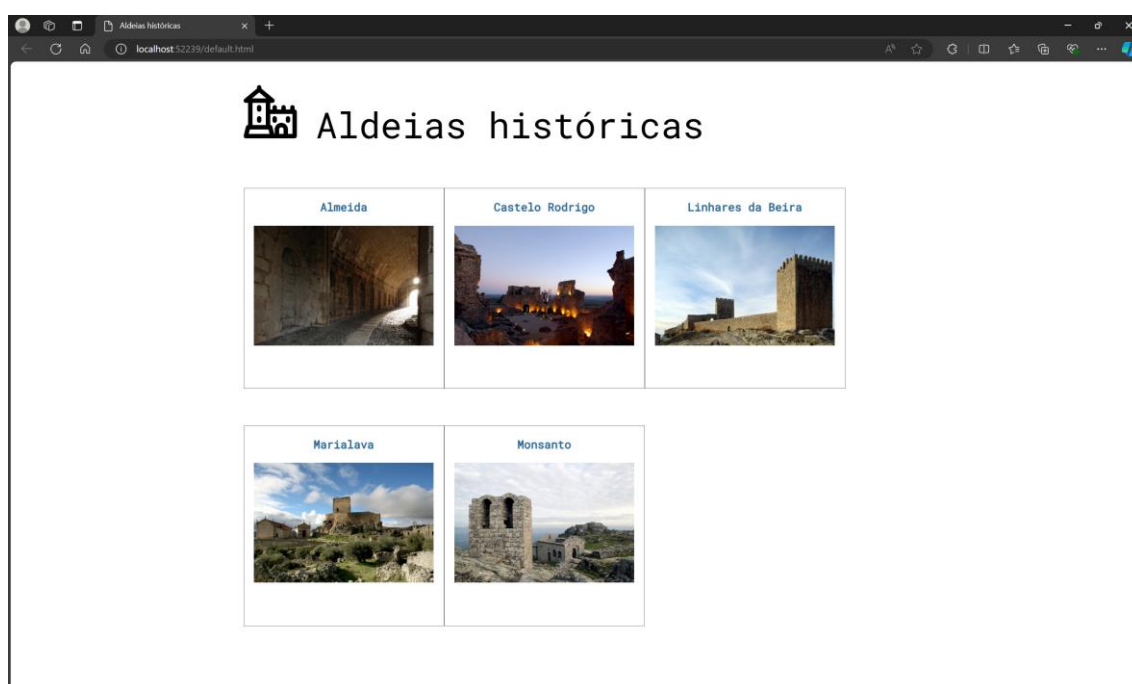 Aldeias históricas
localhost:52239/default.html
Aldeias históricas
Almeida
Castelo Rodrigo
Linhares da Beira
Marialava
Monsanto